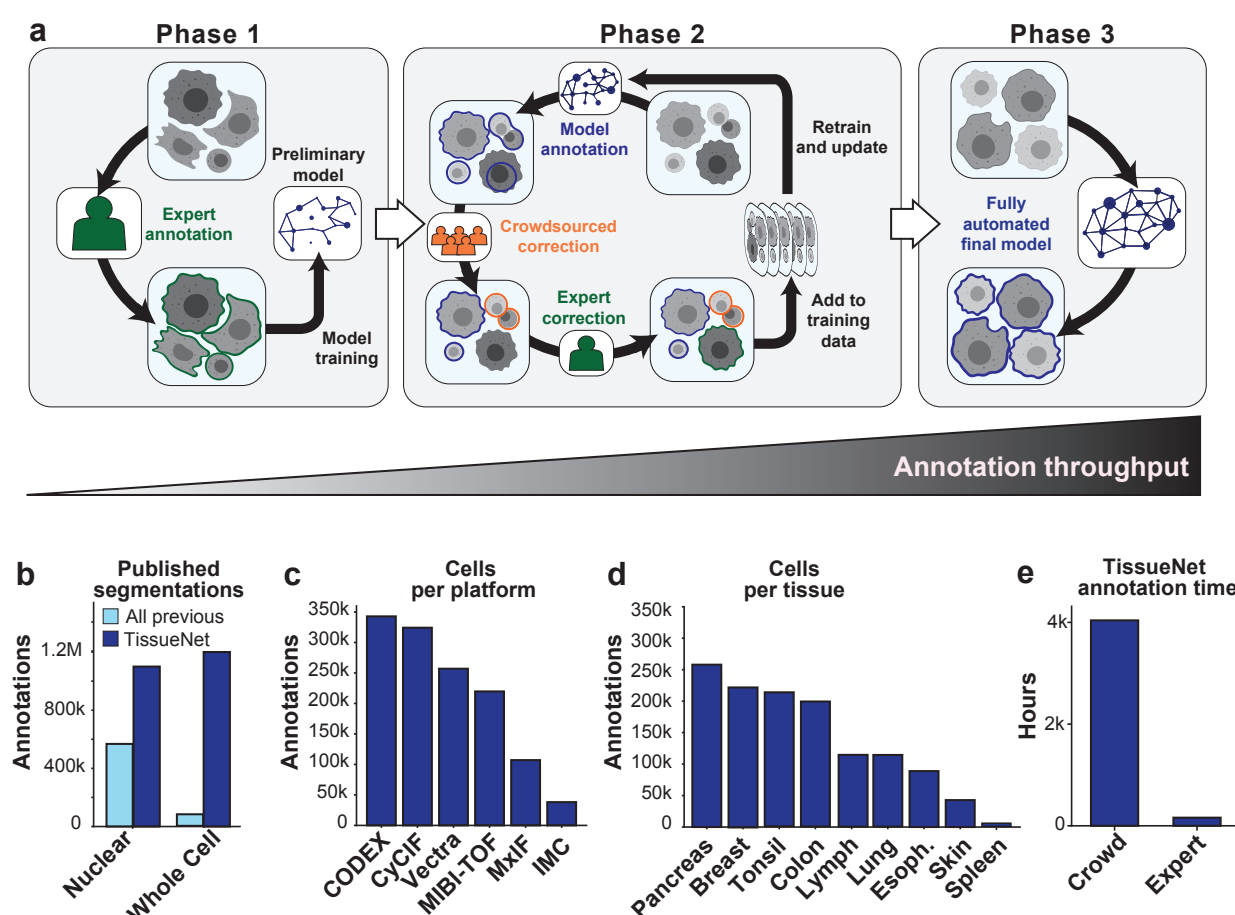 a
Phase 1
Phase 2
Phase 3
Expert
annotation
Preliminary
model
Model
training
Model
annotation
Retrain
and update
Crowdsourced
correction
Expert
correction
Add to
training
data
Fully
automated
final model
Annotation throughput
b
Published
segmentations
All previous
TissueNet
Annotations
1.2M
800k
400k
0
Nuclear
Whole Cell
c
Cells
per platform
Annotations
350k
300k
250k
200k
150k
100k
50k
0
CODEX
CyCIF
Vectra
MIBI-TOF
MxIF
IMC
d
Cells
per tissue
Annotations
350k
300k
250k
200k
150k
100k
50k
0
Pancreas
Breast
Tonsil
Colon
Lymph
Lung
Esoph.
Skin
Spleen
e
TissueNet
annotation time
Hours
4k
2k
0
Crowd
Expert